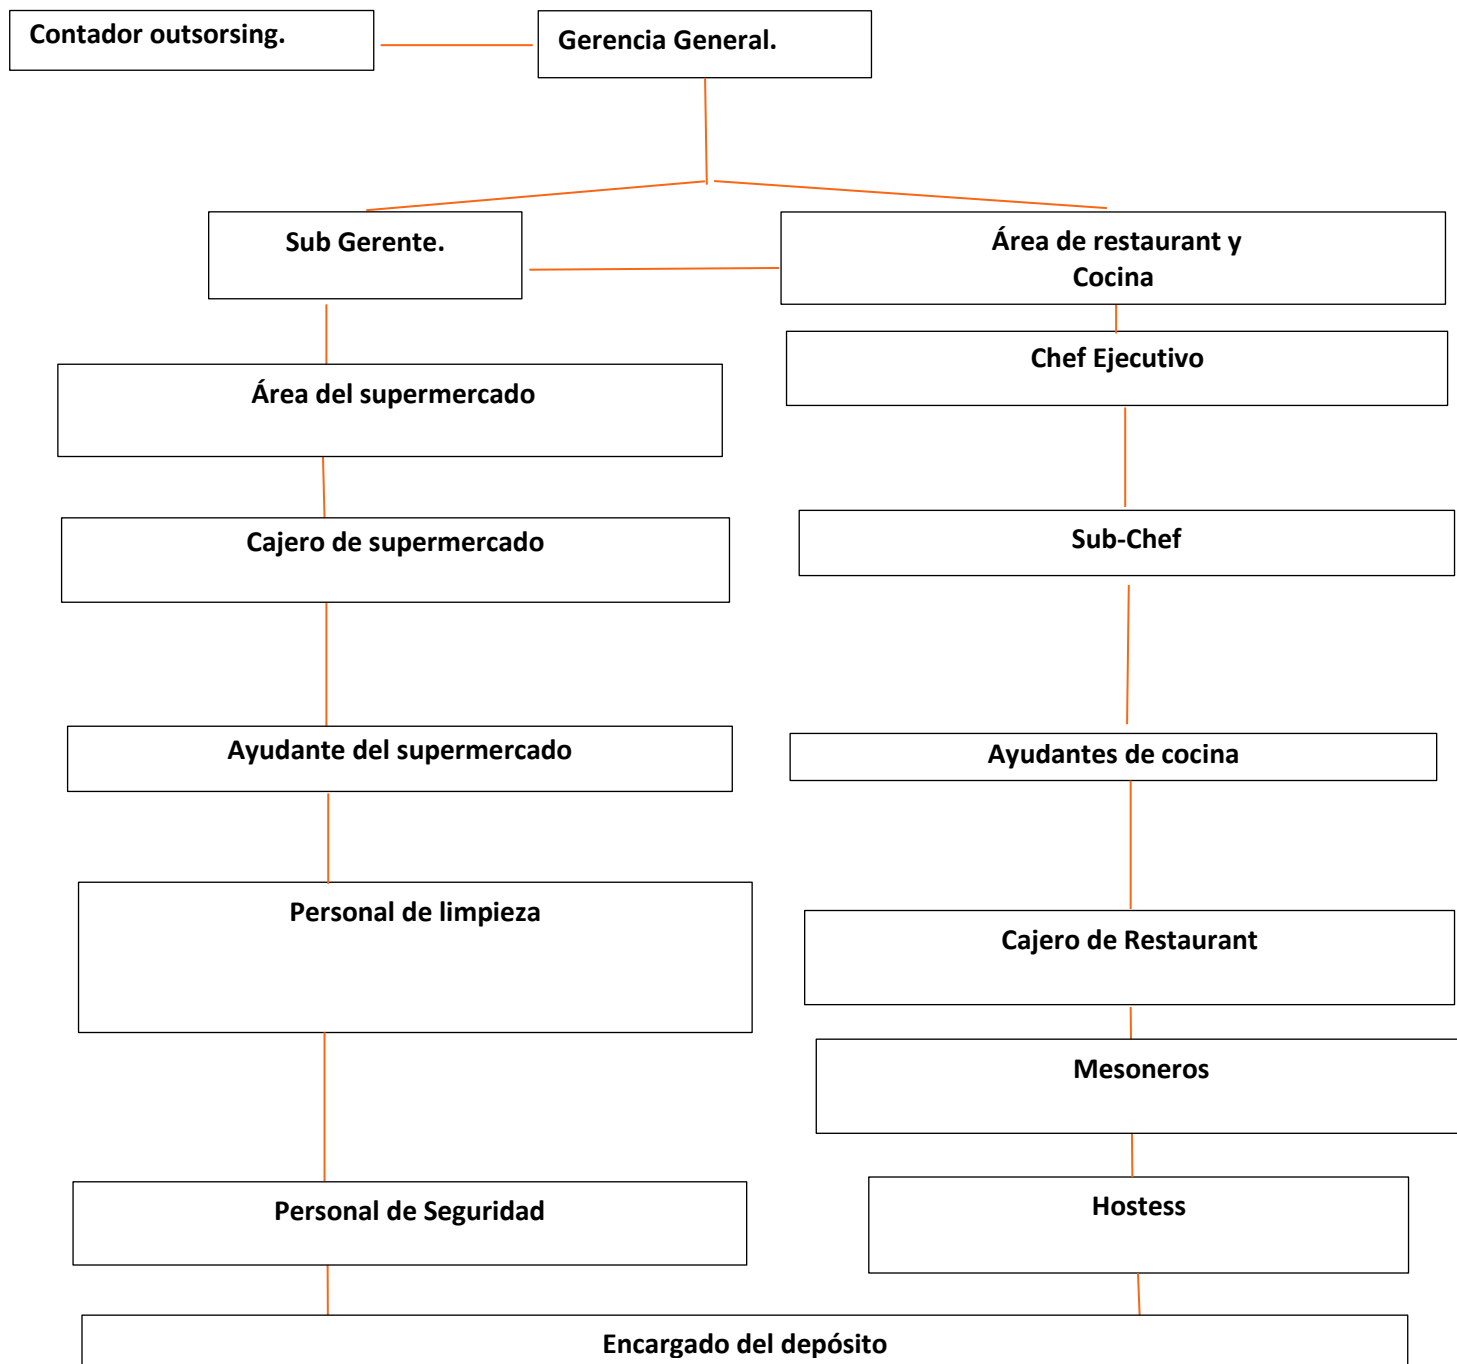 Contador outsorsing.
Gerencia General.
Sub Gerente.
Área de restaurant y
Cocina
Chef Ejecutivo
Área del supermercado
Cajero de supermercado
Sub-Chef
Ayudante del supermercado
Ayudantes de cocina
Personal de limpieza
Cajero de Restaurant
Mesoneros
Personal de Seguridad
Hostess
Encargado del depósito